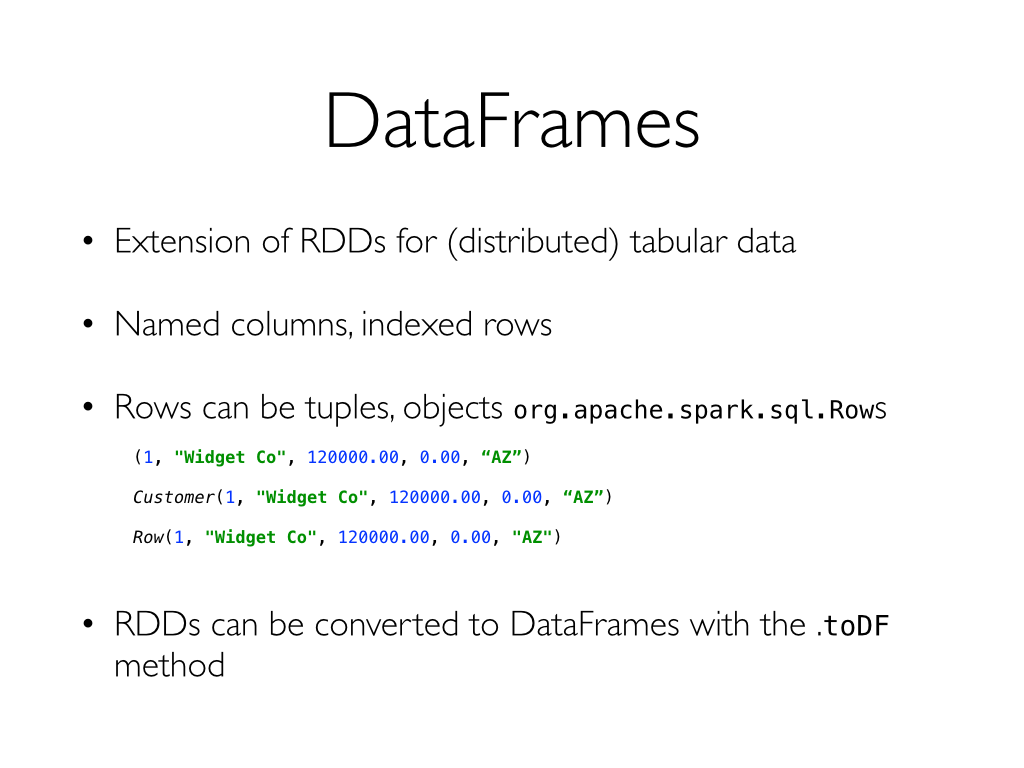 DataFrames
• Extension of RDDs for (distributed) tabular data
• Named columns, indexed rows
• Rows can be tuples, objects org.apache.spark.sql.Rows
(1, "Widget Co", 120000.00, 0.00, “AZ”)
Customer(1, "Widget Co", 120000.00, 0.00, “AZ”)
Row(1, "Widget Co", 120000.00, 0.00, "AZ")
• RDDs can be converted to DataFrames with the .toDF
method